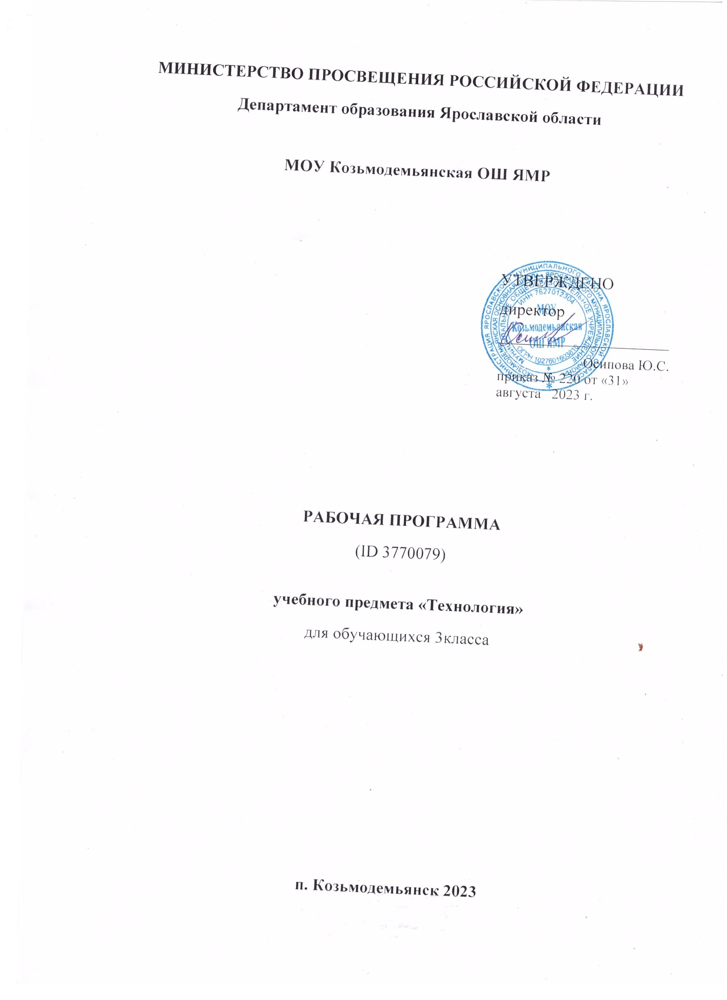 МИНИСТЕРСТВО ПРОСВЕЩЕНИЯ РОССИЙСКОЙ ФЕДЕРАЦИИ
Департамент образования Ярославской области
МОУ Козьмодемьянская ОШ ЯМР
УТВЕРЖДЕНО
директор
Осипова Ю.С.
приказ № 220 от «31»
августа 2023 г.
ИНН 7627012304
МОУ
Козьмодемьянская
ОШ ЯМР
ОГРН 1027601603810
РАБОЧАЯ ПРОГРАММА
(ID 3770079)
учебного предмета «Технология»
для обучающихся 3класса
п. Козьмодемьянск 2023